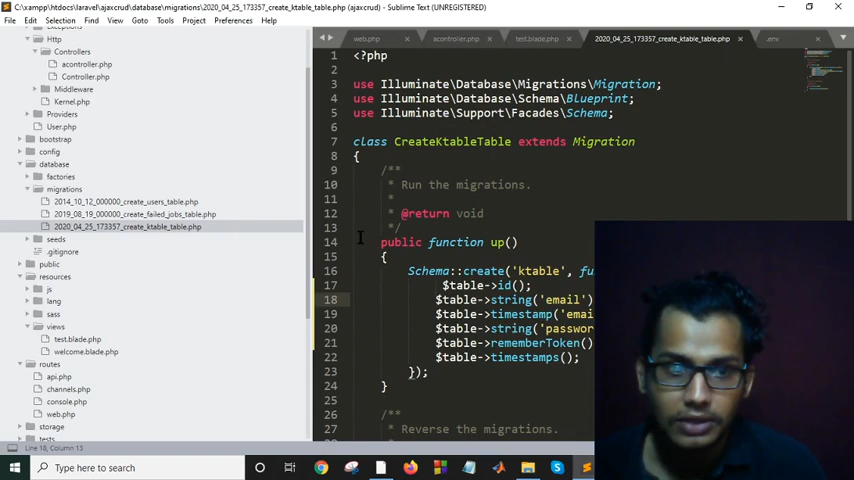 C:\xampp\htdocs\laravel\ajaxcrud\database\migrations\2020_04_25_173357_create_ktable_table.php (ajaxcrud) - Sublime Text (UNREGISTERED)
File Edit Selection Find View Goto Tools Project Preferences Help
Exceptions
Http
Controllers
acontroller.php
Controller.php
Middleware
Kernel.php
Providers
User.php
bootstrap
config
database
factories
migrations
2014_10_12_000000_create_users_table.php
2019_08_19_000000_create_failed_jobs_table.php
2020_04_25_173357_create_ktable_table.php
seeds
.gitignore
public
resources
js
lang
sass
views
test.blade.php
welcome.blade.php
routes
api.php
channels.php
console.php
web.php
storage
tests
web.php acontroller.php test.blade.php 2020_04_25_173357_create_ktable_table.php .env
1 <?php
2
3 use Illuminate\Database\Migrations\Migration;
4 use Illuminate\Database\Schema\Blueprint;
5 use Illuminate\Support\Facades\Schema;
6
7 class CreateKtableTable extends Migration
8 {
9 /**
10 * Run the migrations.
11 *
12 * @return void
13 */
14 public function up()
15 {
16 Schema::create('ktable', fu
17 $table->id();
18 $table->string('email')
19 $table->timestamp('emai
20 $table->string('passwor
21 $table->rememberToken()
22 $table->timestamps();
23 });
24 }
25
26 /**
27 * Reverse the migrations.
Line 18, Column 13
Type here to search